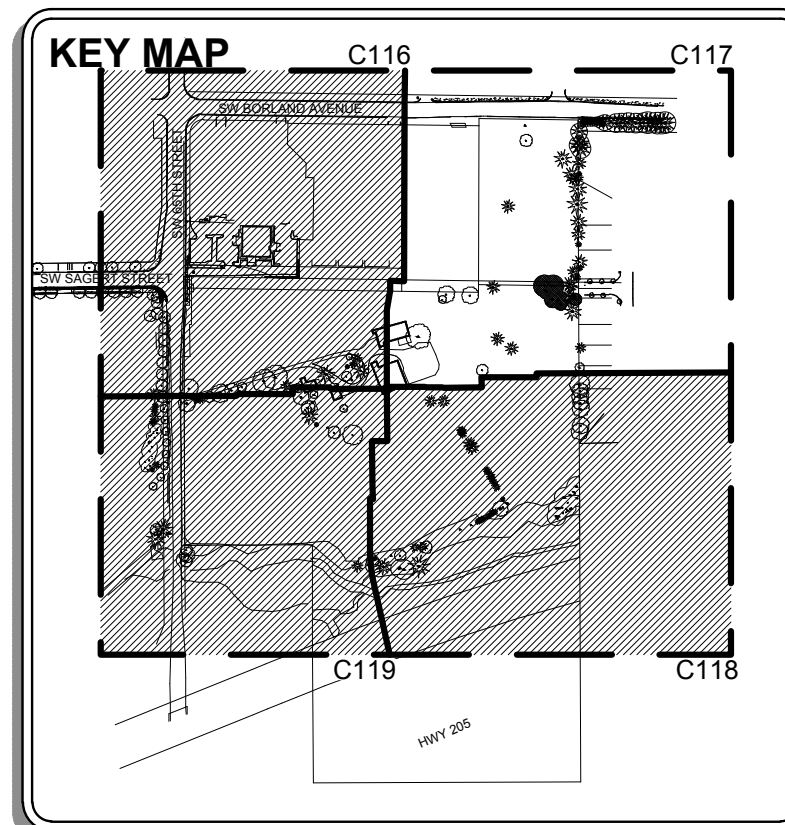 KEY MAP
C116
C117
SW BORLAND AVENUE
SW 65TH STREET
SW SAGERT STREET
C119
C118
HWY 205